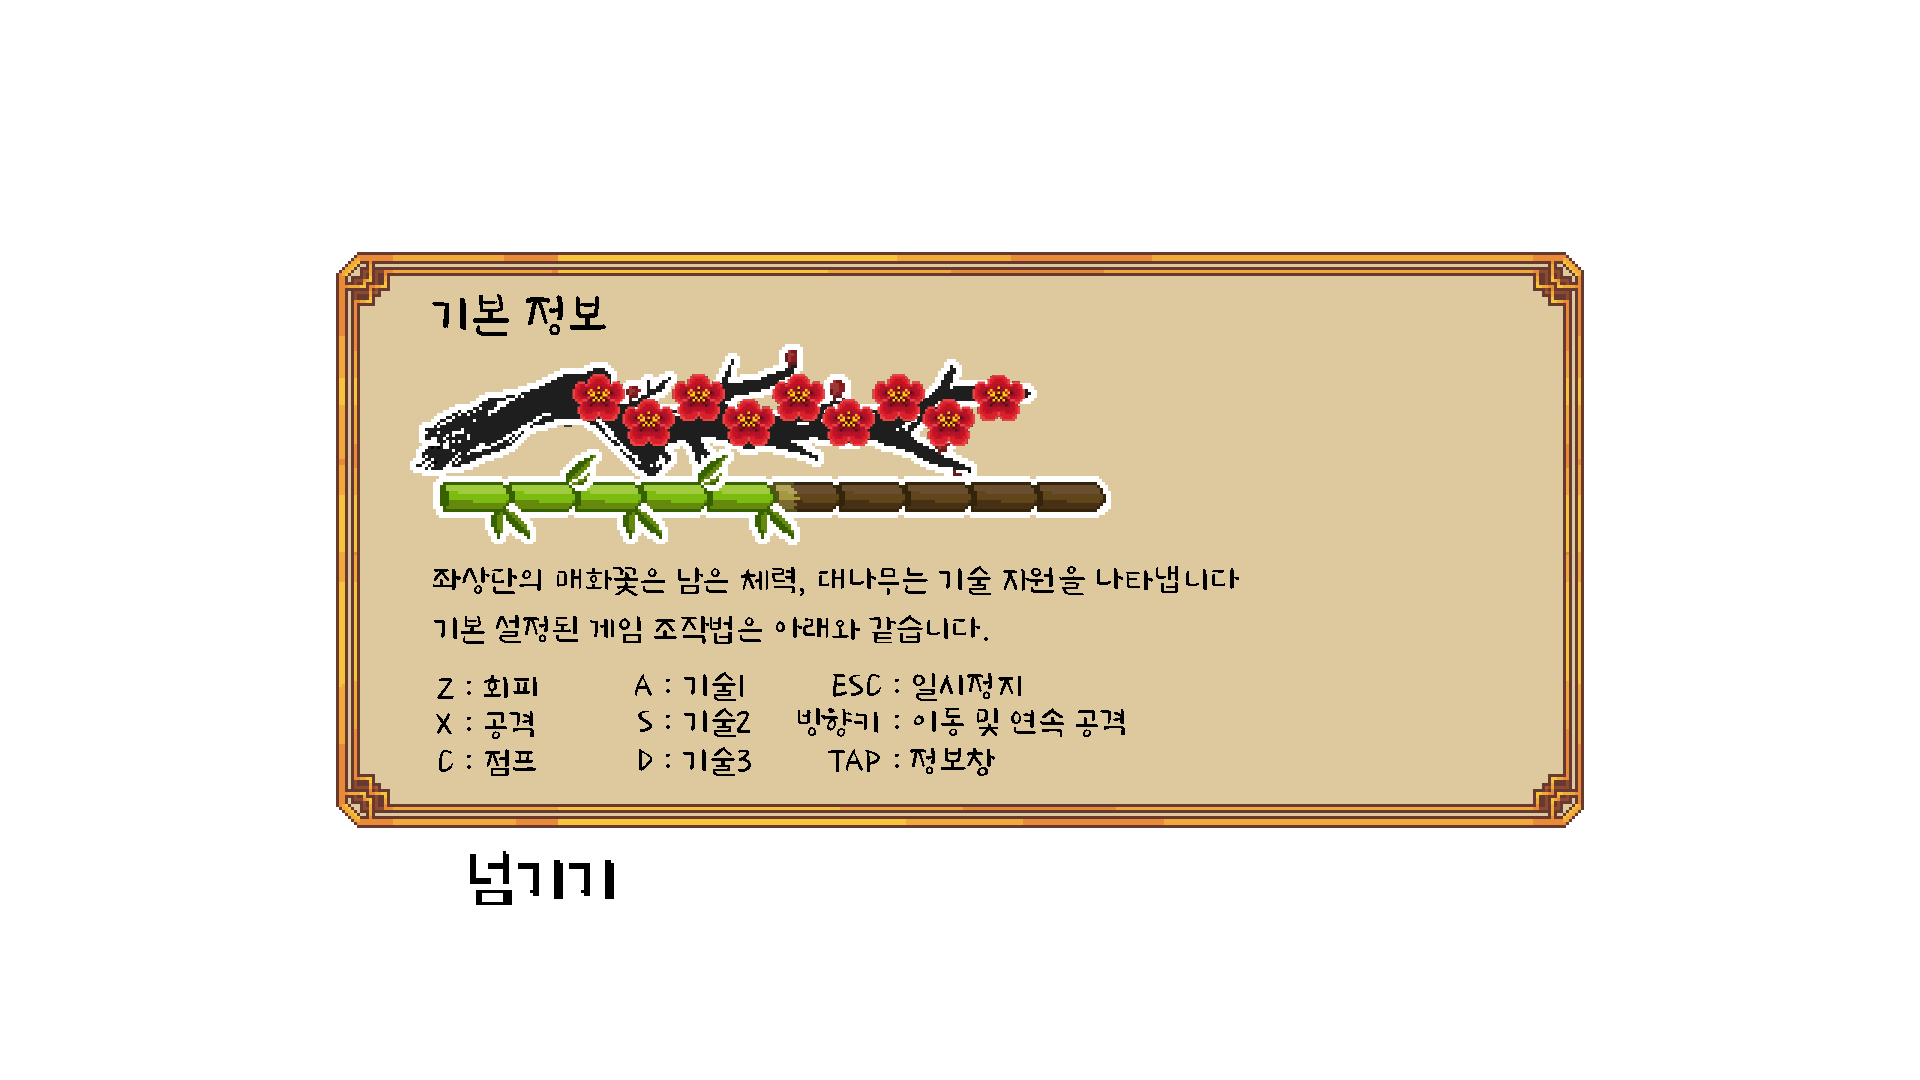 기본 정보
좌상단의 매화꽃은 남은 체력, 대나무는 기술 자원을 나타냅니다
기본 설정된 게임 조작법은 아래와 같습니다.
Z : 회피 A : 기술1 ESC : 일시정지
X : 공격 S : 기술2 방향키 : 이동 및 연속 공격
C : 점프 D : 기술3 TAP : 정보창
넘기기